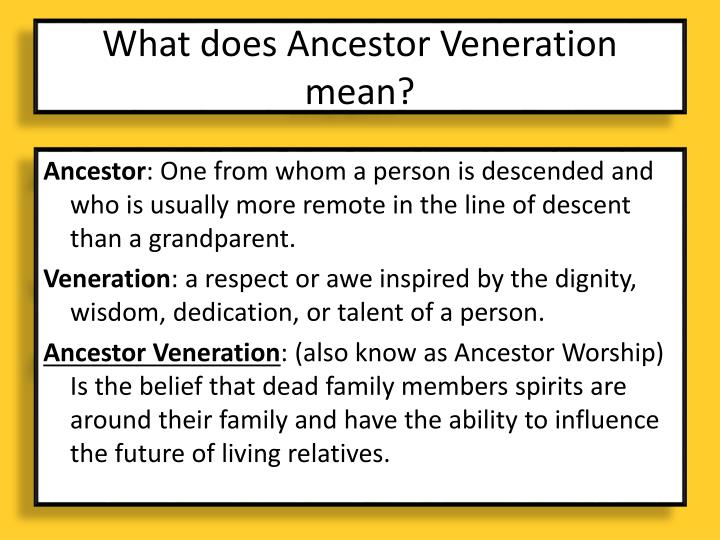 What does Ancestor Veneration
mean?
Ancestor: One from whom a person is descended and
who is usually more remote in the line of descent
than a grandparent.
Veneration: a respect or awe inspired by the dignity,
wisdom, dedication, or talent of a person.
Ancestor Veneration: (also know as Ancestor Worship)
Is the belief that dead family members spirits are
around their family and have the ability to influence
the future of living relatives.